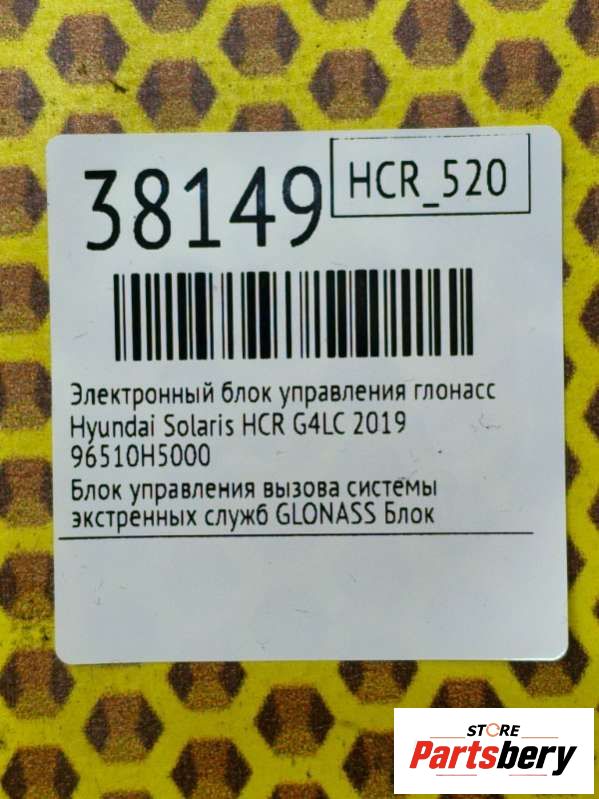 38149
HCR_520
Электронный блок управления глонасс
Hyundai Solaris HCR G4LC 2019
96510H5000
Блок управления вызова системы
экстренных служб GLONASS Блок
STORE
Partsbery